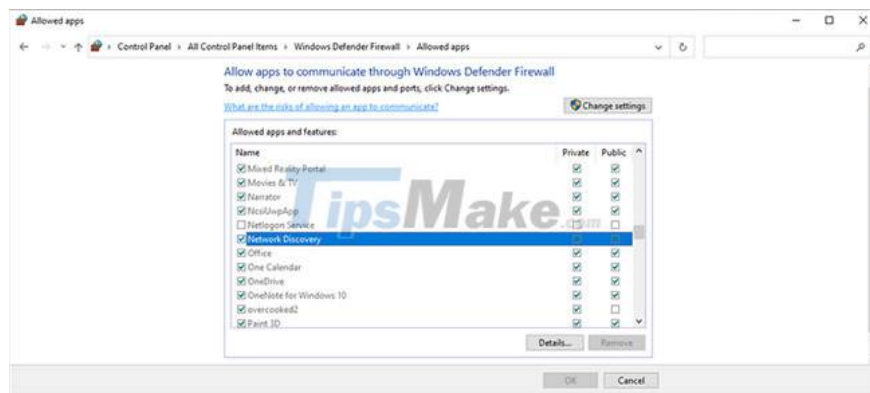 Allowed apps
Control Panel › All Control Panel Items › Windows Defender Firewall › Allowed apps
Allow apps to communicate through Windows Defender Firewall
To add, change, or remove allowed apps and ports, click Change settings.
What are the risks of allowing an app to communicate?
Change settings
Allowed apps and features:
Name Private Public
Mixed Reality Portal
Movies & TV
Narrator
NcsiUwpApp
Netlogon Service
Network Discovery
Office
One Calendar
OneDrive
OneNote for Windows 10
overcooked2
Paint 3D
TipsMake.com
Details... Remove
OK Cancel